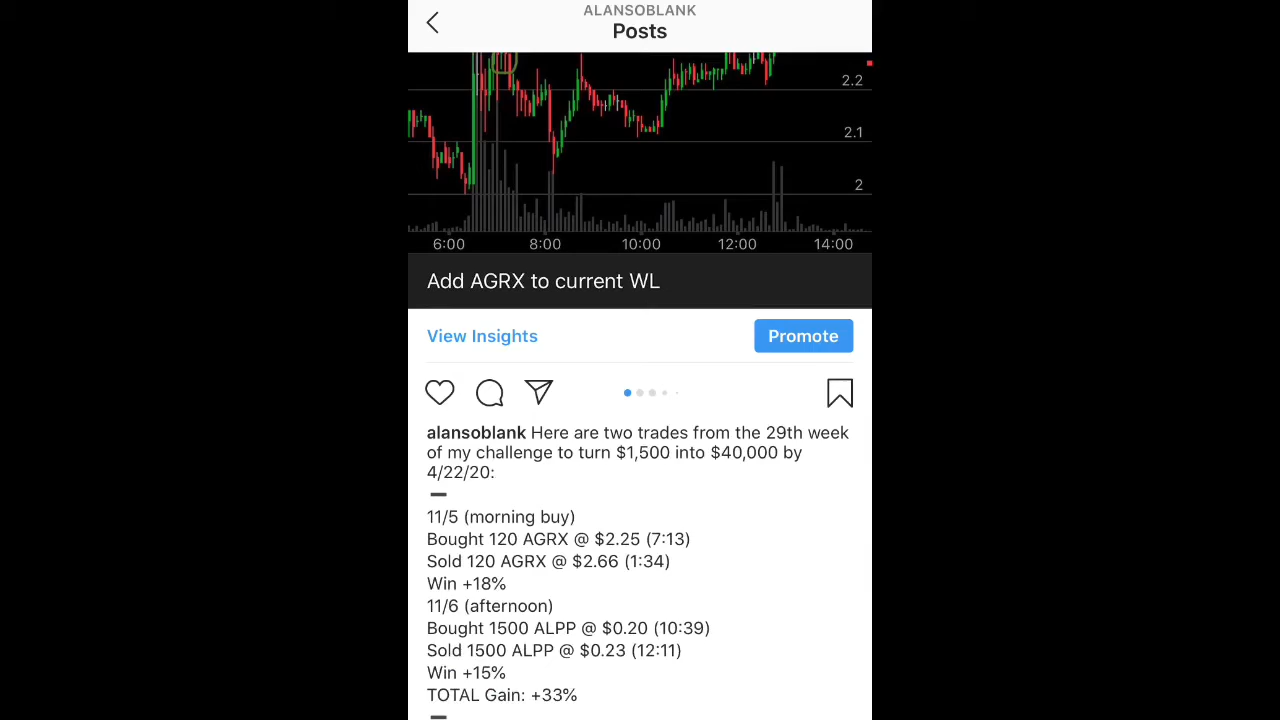 ALANSOBLANK
Posts
2.2
2.1
2
6:00 8:00 10:00 12:00 14:00
Add AGRX to current WL
View Insights
Promote
alansoblank Here are two trades from the 29th week
of my challenge to turn $1,500 into $40,000 by
4/22/20:
11/5 (morning buy)
Bought 120 AGRX @ $2.25 (7:13)
Sold 120 AGRX @ $2.66 (1:34)
Win +18%
11/6 (afternoon)
Bought 1500 ALPP @ $0.20 (10:39)
Sold 1500 ALPP @ $0.23 (12:11)
Win +15%
TOTAL Gain: +33%